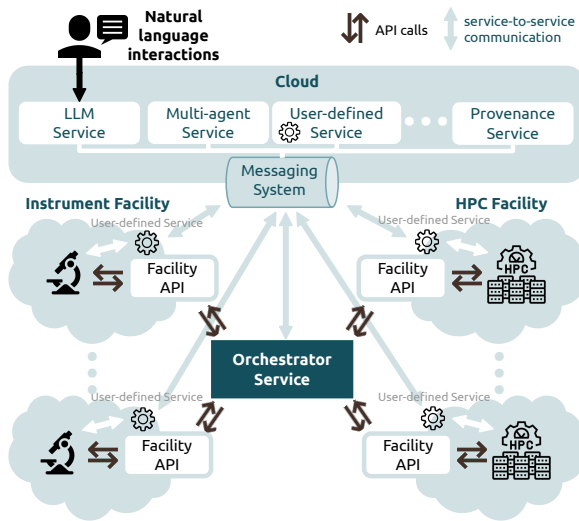 Natural
language
interactions
API calls
service-to-service
communication
Cloud
LLM
Service
Multi-agent
Service
User-defined
Service
Provenance
Service
Messaging
System
Instrument Facility
HPC Facility
User-defined Service
User-defined Service
Facility
API
Facility
API
HPC
Orchestrator
Service
User-defined Service
User-defined Service
Facility
API
Facility
API
HPC